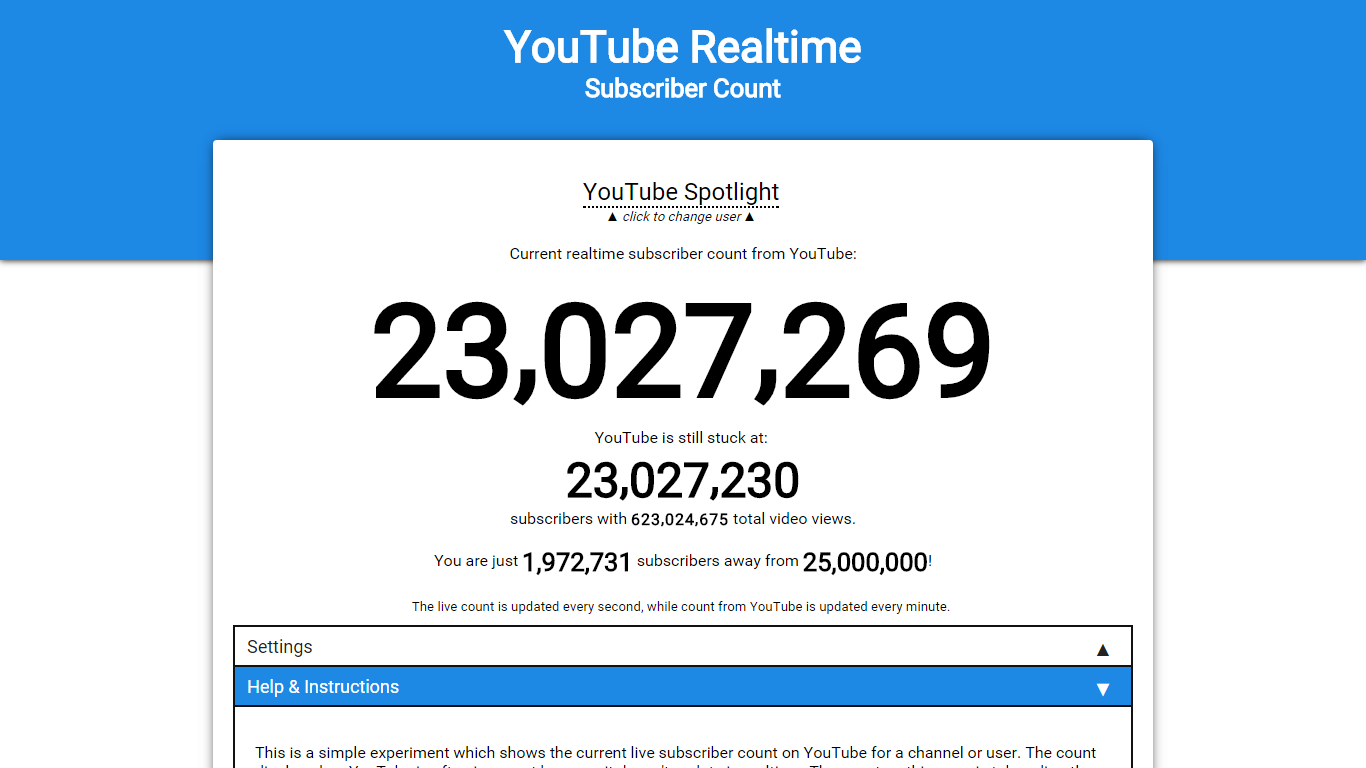 YouTube Realtime
Subscriber Count
YouTube Spotlight
▲ click to change user ▲
Current realtime subscriber count from YouTube:
23,027,269
YouTube is still stuck at:
23,027,230
subscribers with 623,024,675 total video views.
You are just 1,972,731 subscribers away from 25,000,000!
The live count is updated every second, while count from YouTube is updated every minute.
Settings ▲
Help & Instructions ▼
This is a simple experiment which shows the current live subscriber count on YouTube for a channel or user. The count